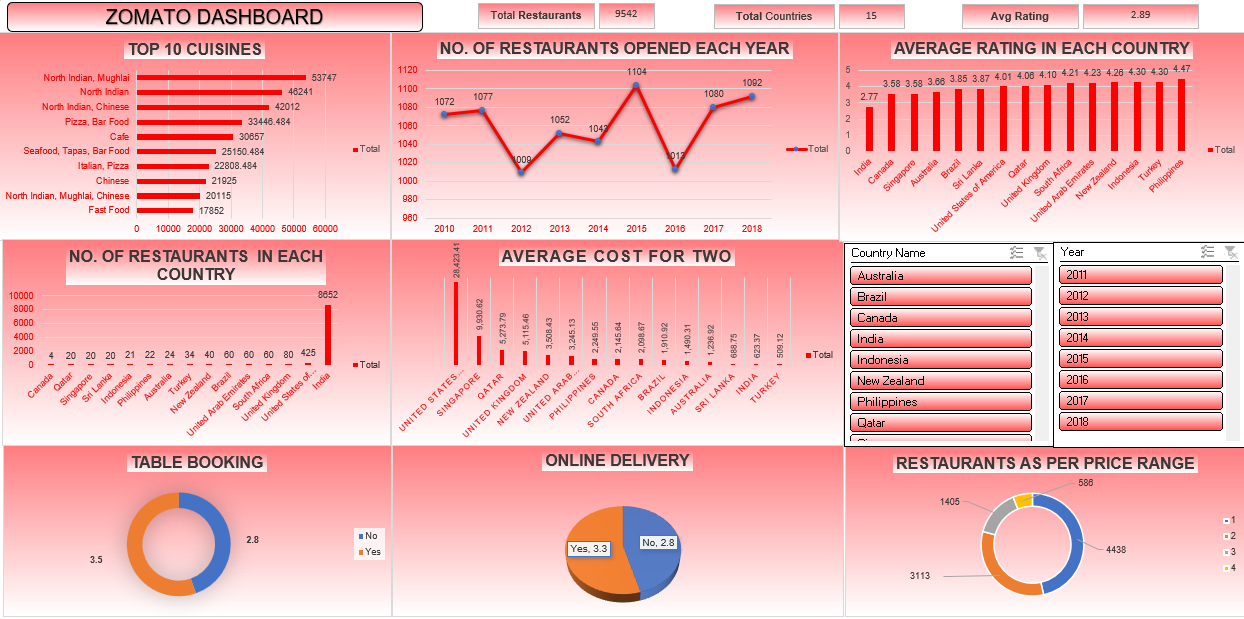 ZOMATO DASHBOARD
Total Restaurants
9542
Total Countries
15
Avg Rating
2.89
TOP 10 CUISINES
North Indian, Mughlai
53747
North Indian
46241
North Indian, Chinese
42012
Pizza, Bar Food
33446.484
Cafe
30657
Seafood, Tapas, Bar Food
25150.484
Italian, Pizza
22808.484
Chinese
21925
North Indian, Mughlai, Chinese
20115
Fast Food
17852
0 10000 20000 30000 40000 50000 60000
Total
NO. OF RESTAURANTS OPENED EACH YEAR
1120
1100
1080
1060
1040
1020
1000
980
960
1072
1077
1009
1052
1043
1104
1013
1080
1092
2010 2011 2012 2013 2014 2015 2016 2017 2018
Total
AVERAGE RATING IN EACH COUNTRY
5
4
3
2
1
0
2.77 3.58 3.58 3.66 3.85 3.87 4.01 4.06 4.10 4.21 4.23 4.26 4.30 4.30 4.47
India
Canada
Singapore
Australia
Brazil
Sri Lanka
United States of America
Qatar
United Kingdom
South Africa
United Arab Emirates
New Zealand
Indonesia
Turkey
Philippines
Total
NO. OF RESTAURANTS IN EACH
COUNTRY
10000
8000
6000
4000
2000
0
4 20 20 20 21 22 24 34 40 60 60 60 80 425 8652
Canada
Qatar
Singapore
Sri Lanka
Indonesia
Philippines
Australia
Turkey
New Zealand
Brazil
United Arab Emirates
South Africa
United Kingdom
United States of...
India
Total
AVERAGE COST FOR TWO
28,423.41
9,930.62
5,273.79
5,115.46
3,508.43
3,245.13
2,249.55
2,145.64
2,098.67
1,910.92
1,490.31
1,236.92
688.75
623.37
509.12
UNITED STATES...
SINGAPORE
QATAR
UNITED KINGDOM
NEW ZEALAND
UNITED ARAB...
PHILIPPINES
CANADA
SOUTH AFRICA
BRAZIL
INDONESIA
AUSTRALIA
SRI LANKA
INDIA
TURKEY
Total
Country Name
Australia
Brazil
Canada
India
Indonesia
New Zealand
Philippines
Qatar
Year
2011
2012
2013
2014
2015
2016
2017
2018
TABLE BOOKING
2.8
3.5
No
Yes
ONLINE DELIVERY
Yes, 3.3
No, 2.8
RESTAURANTS AS PER PRICE RANGE
586
1405
4438
3113
1
2
3
4